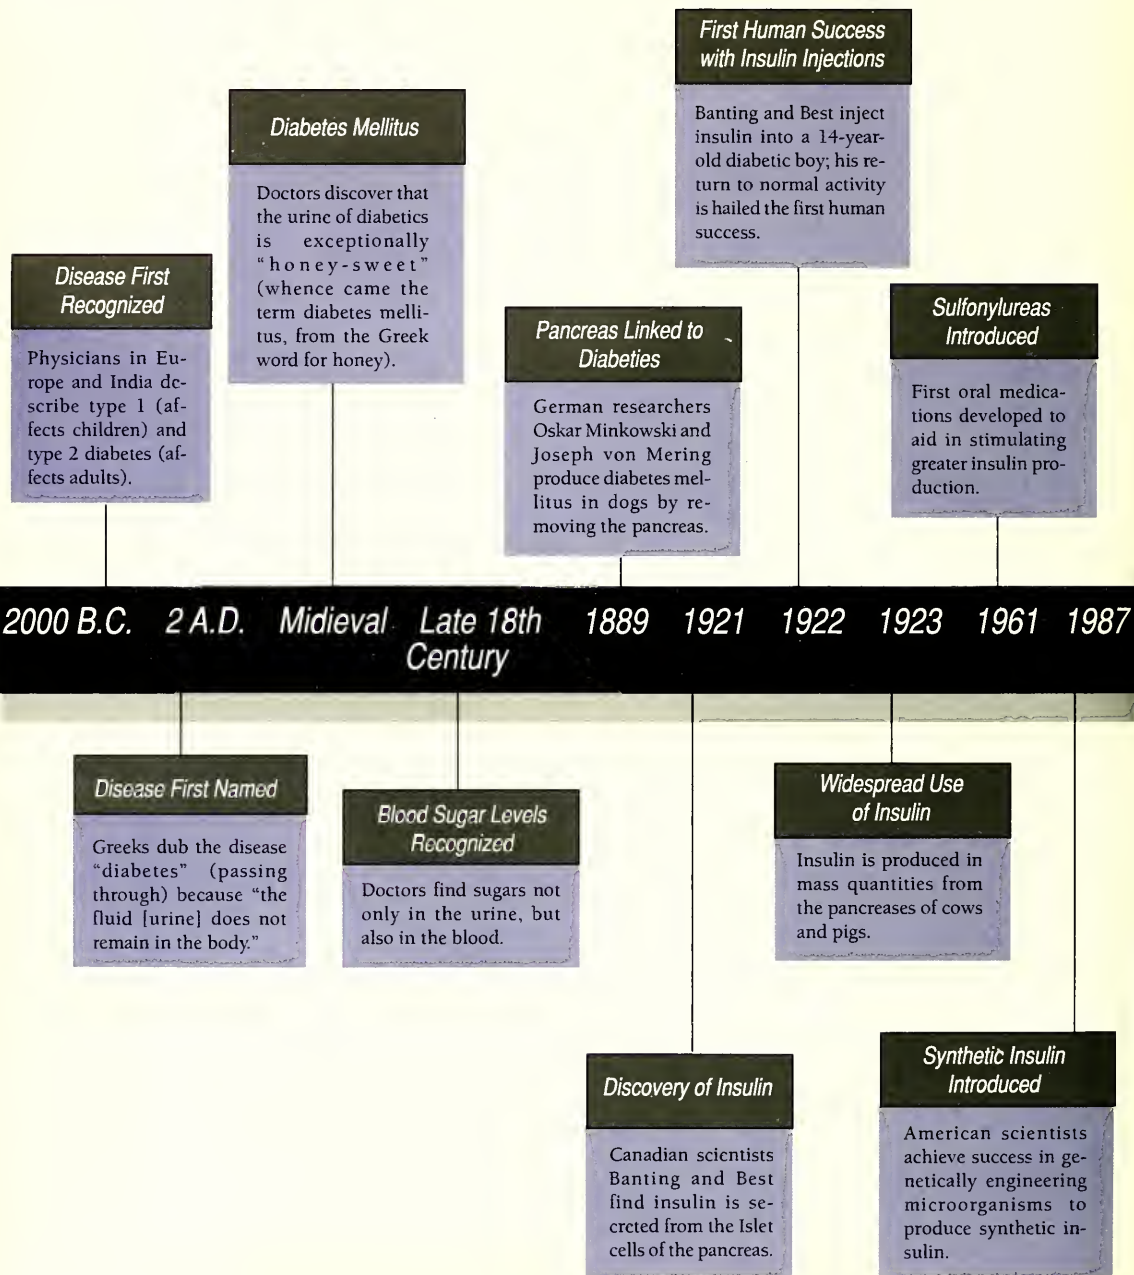 First Human Success
with Insulin Injections
Banting and Best inject
insulin into a 14-year-
old diabetic boy; his re-
turn to normal activity
is hailed the first human
success.
Diabetes Mellitus
Doctors discover that
the urine of diabetics
is exceptionally
"honey-sweet"
(whence came the
term diabetes melli-
tus, from the Greek
word for honey).
Disease First
Recognized
Physicians in Eu-
rope and India de-
scribe type 1 (af-
fects children) and
type 2 diabetes (af-
fects adults).
Pancreas Linked to
Diabeties
German researchers
Oskar Minkowski and
Joseph von Mering
produce diabetes mel-
litus in dogs by re-
moving the pancreas.
Sulfonylureas
Introduced
First oral medica-
tions developed to
aid in stimulating
greater insulin pro-
duction.
2000 B.C. 2 A.D. Midieval Late 18th 1889 1921 1922 1923 1961 1987
Century
Disease First Named
Greeks dub the disease
"diabetes" (passing
through) because "the
fluid [urine] does not
remain in the body."
Blood Sugar Levels
Recognized
Doctors find sugars not
only in the urine, but
also in the blood.
Widespread Use
of Insulin
Insulin is produced in
mass quantities from
the pancreases of cows
and pigs.
Discovery of Insulin
Canadian scientists
Banting and Best
find insulin is se-
creted from the Islet
cells of the pancreas.
Synthetic Insulin
Introduced
American scientists
achieve success in ge-
netically engineering
microorganisms to
produce synthetic in-
sulin.